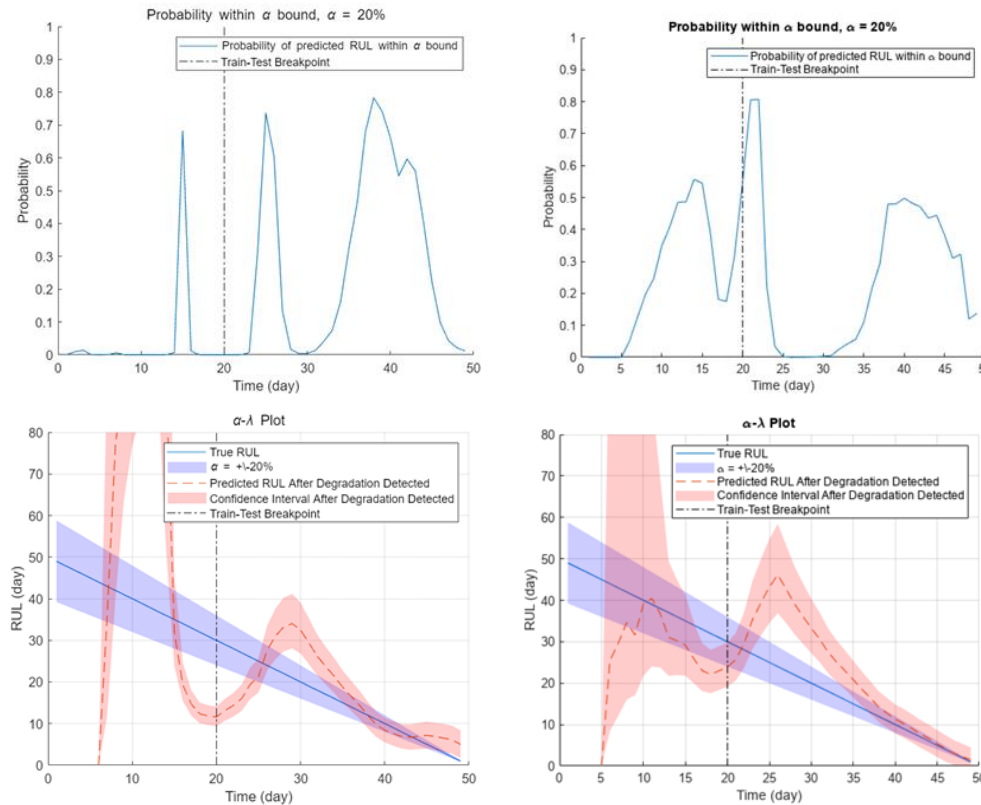 Probability within α bound, α = 20%
1
0.9
0.8
0.7
0.6
0.5
0.4
0.3
0.2
0.1
0
Probability
Probability of predicted RUL within α bound
Train-Test Breakpoint
0 10 20 30 40 50
Time (day)
Probability within α bound, α = 20%
1
0.9
0.8
0.7
0.6
0.5
0.4
0.3
0.2
0.1
0
Probability
Probability of predicted RUL within α bound
Train-Test Breakpoint
0 5 10 15 20 25 30 35 40 45 50
Time (day)
α-λ Plot
80
70
60
50
40
30
20
10
0
RUL (day)
True RUL
α = +\-20%
Predicted RUL After Degradation Detected
Confidence Interval After Degradation Detected
Train-Test Breakpoint
0 10 20 30 40 50
Time (day)
α-λ Plot
80
70
60
50
40
30
20
10
0
RUL (day)
True RUL
α = +\-20%
Predicted RUL After Degradation Detected
Confidence Interval After Degradation Detected
Train-Test Breakpoint
0 5 10 15 20 25 30 35 40 45 50
Time (day)